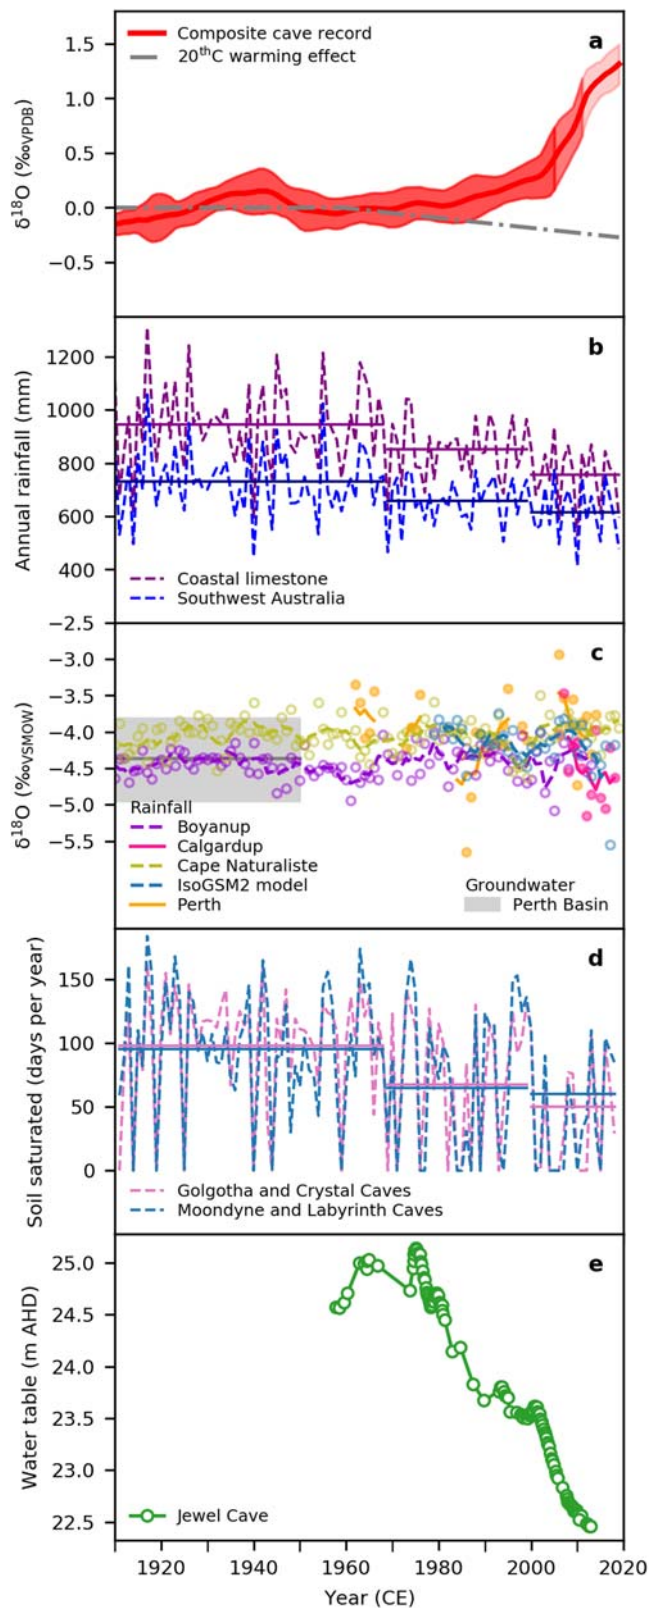 Composite cave record
20thC warming effect
a
1.5
1.0
0.5
0.0
−0.5
δ18O (‰VPDB)
b
1200
1000
800
600
400
Annual rainfall (mm)
Coastal limestone
Southwest Australia
−2.5
c
−3.0
−3.5
−4.0
−4.5
−5.0
−5.5
δ18O (‰VSMOW)
Rainfall
Boyanup
Calgardup
Cape Naturaliste
IsoGSM2 model
Perth
Groundwater
Perth Basin
d
150
100
50
0
Soil saturated (days per year)
Golgotha and Crystal Caves
Moondyne and Labyrinth Caves
e
25.0
24.5
24.0
23.5
23.0
22.5
Water table (m AHD)
Jewel Cave
1920 1940 1960 1980 2000 2020
Year (CE)